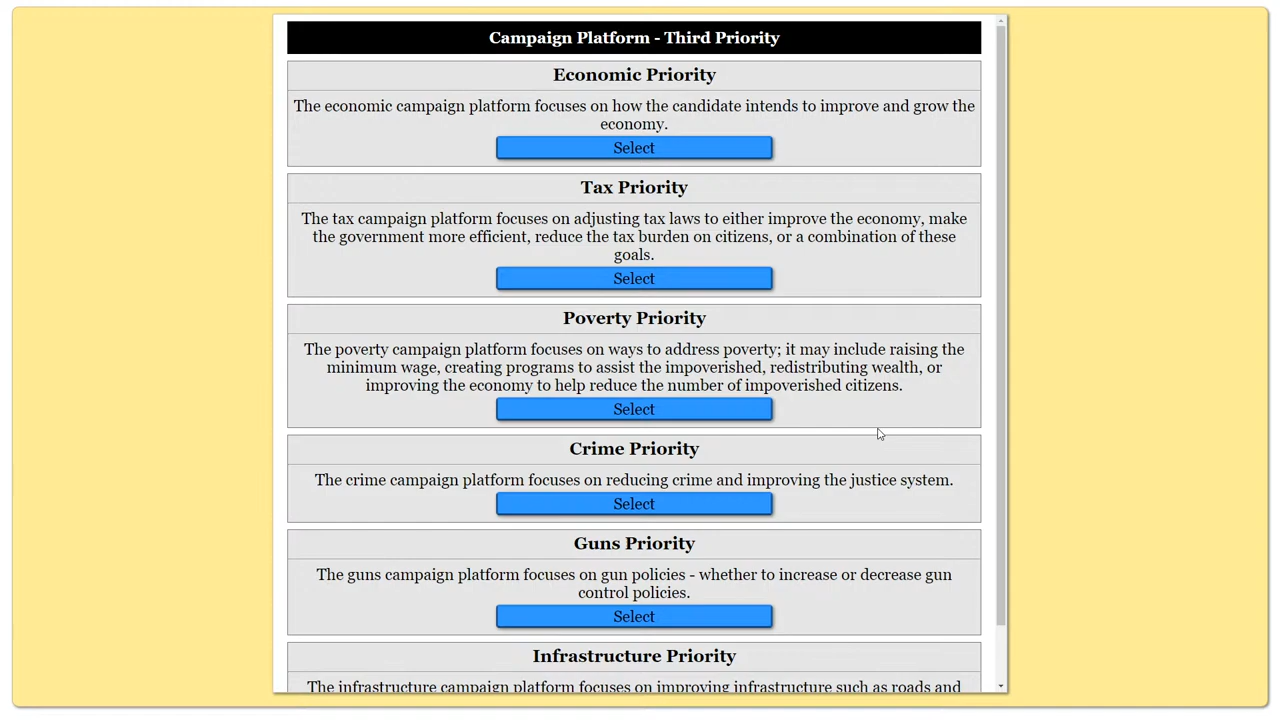 Campaign Platform - Third Priority
Economic Priority
The economic campaign platform focuses on how the candidate intends to improve and grow the
economy.
Select
Tax Priority
The tax campaign platform focuses on adjusting tax laws to either improve the economy, make
the government more efficient, reduce the tax burden on citizens, or a combination of these
goals.
Select
Poverty Priority
The poverty campaign platform focuses on ways to address poverty; it may include raising the
minimum wage, creating programs to assist the impoverished, redistributing wealth, or
improving the economy to help reduce the number of impoverished citizens.
Select
Crime Priority
The crime campaign platform focuses on reducing crime and improving the justice system.
Select
Guns Priority
The guns campaign platform focuses on gun policies - whether to increase or decrease gun
control policies.
Select
Infrastructure Priority
The infrastructure campaign platform focuses on improving infrastructure such as roads and